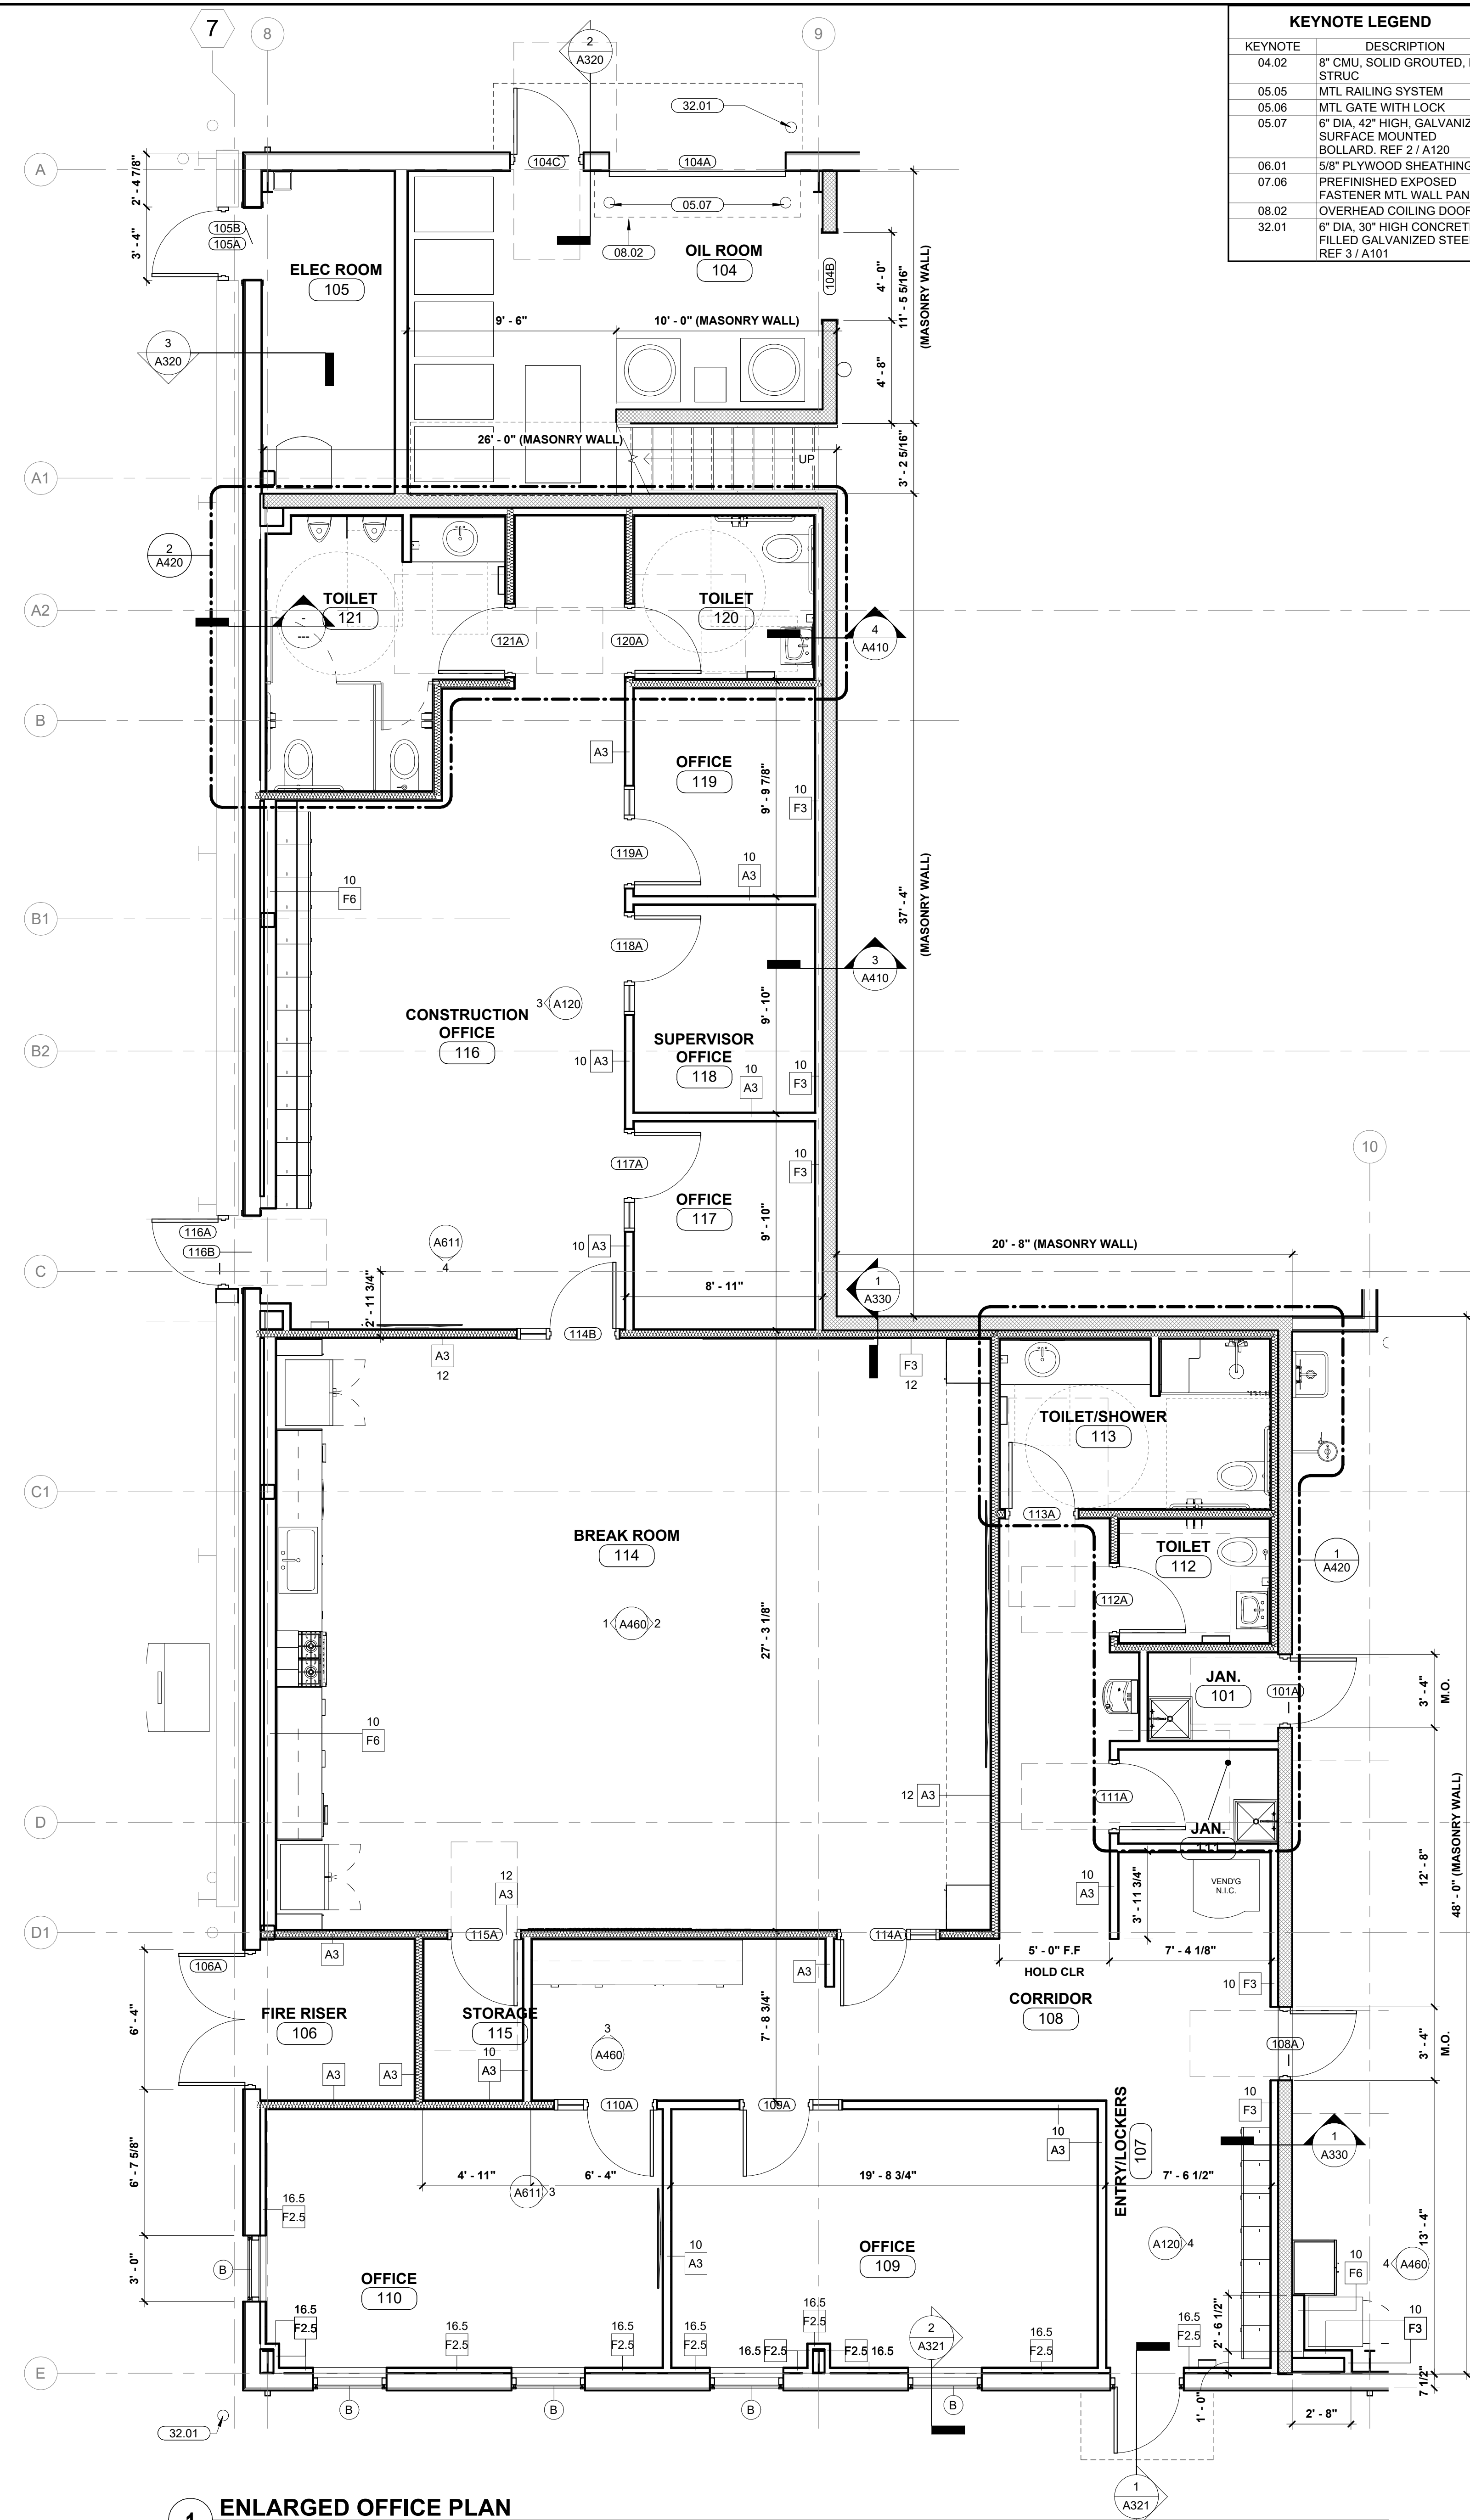 7
8
9
2
A320
KEYNOTE LEGEND
KEYNOTE DESCRIPTION
04.02 8" CMU, SOLID GROUTED,
STRUC
05.05 MTL RAILING SYSTEM
05.06 MTL GATE WITH LOCK
05.07 6" DIA, 42" HIGH, GALVANIZ
SURFACE MOUNTED
BOLLARD. REF 2 / A120
06.01 5/8" PLYWOOD SHEATHING
07.06 PREFINISHED EXPOSED
FASTENER MTL WALL PAN
08.02 OVERHEAD COILING DOOR
32.01 6" DIA, 30" HIGH CONCRET
FILLED GALVANIZED STEE
REF 3 / A101
32.01
A
104C
104A
2' - 4 7/8"
3' - 4"
105B
105A
05.07
08.02
ELEC ROOM
105
OIL ROOM
104
104B
4' - 0"
11' - 5 5/16"
(MASONRY WALL)
9' - 6"
10' - 0" (MASONRY WALL)
3
A320
4' - 8"
26' - 0" (MASONRY WALL)
UP
3' - 2 5/16"
A1
2
A420
A2
TOILET
121
-
---
121A
120A
TOILET
120
4
A410
B
A3
OFFICE
119
9' - 9 7/8"
10
F3
119A
10
A3
10
F6
37' - 4"
(MASONRY WALL)
B1
118A
3
A410
3 A120
9' - 10"
CONSTRUCTION
OFFICE
116
SUPERVISOR
OFFICE
118
B2
10 A3
10
A3
10
F3
10
117A
10
F3
OFFICE
117
9' - 10"
116A
116B
A611
4
10 A3
20' - 8" (MASONRY WALL)
C
2' - 11 3/4"
8' - 11"
1
A330
114B
A3
12
F3
12
TOILET/SHOWER
113
C1
113A
BREAK ROOM
114
TOILET
112
1
A420
112A
1 A460 2
27' - 3 1/8"
JAN.
101
101A
3' - 4"
M.O.
10
F6
12 A3
111A
D
JAN.
111
VEND'G
N.I.C.
12' - 8"
48' - 0" (MASONRY WALL)
12
A3
10
A3
3' - 11 3/4"
D1
115A
114A
A3
106A
A3
5' - 0" F.F
HOLD CLR
7' - 4 1/8"
10 F3
CORRIDOR
108
6' - 4"
FIRE RISER
106
STORAGE
115
7' - 8 3/4"
3
A460
10
A3
A3
A3
108A
3' - 4"
M.O.
110A
109A
10
F3
10
A3
ENTRY/LOCKERS
107
1
A330
6' - 7 5/8"
4' - 11"
6' - 4"
19' - 8 3/4"
7' - 6 1/2"
A611 3
16.5
F2.5
13' - 4"
A120 4
10
A3
OFFICE
109
10
F6
4 A460
3' - 0"
B
OFFICE
110
16.5
F2.5
16.5
F2.5
16.5
F2.5
16.5
F2.5
16.5
F2.5
16.5 F2.5
F2.5 16.5
2
A321
16.5
F2.5
16.5
F2.5
2' - 6 1/2"
10
F3
E
7 1/2"
B
B
B
B
1' - 0"
2' - 8"
32.01
1
A321
1
ENLARGED OFFICE PLAN